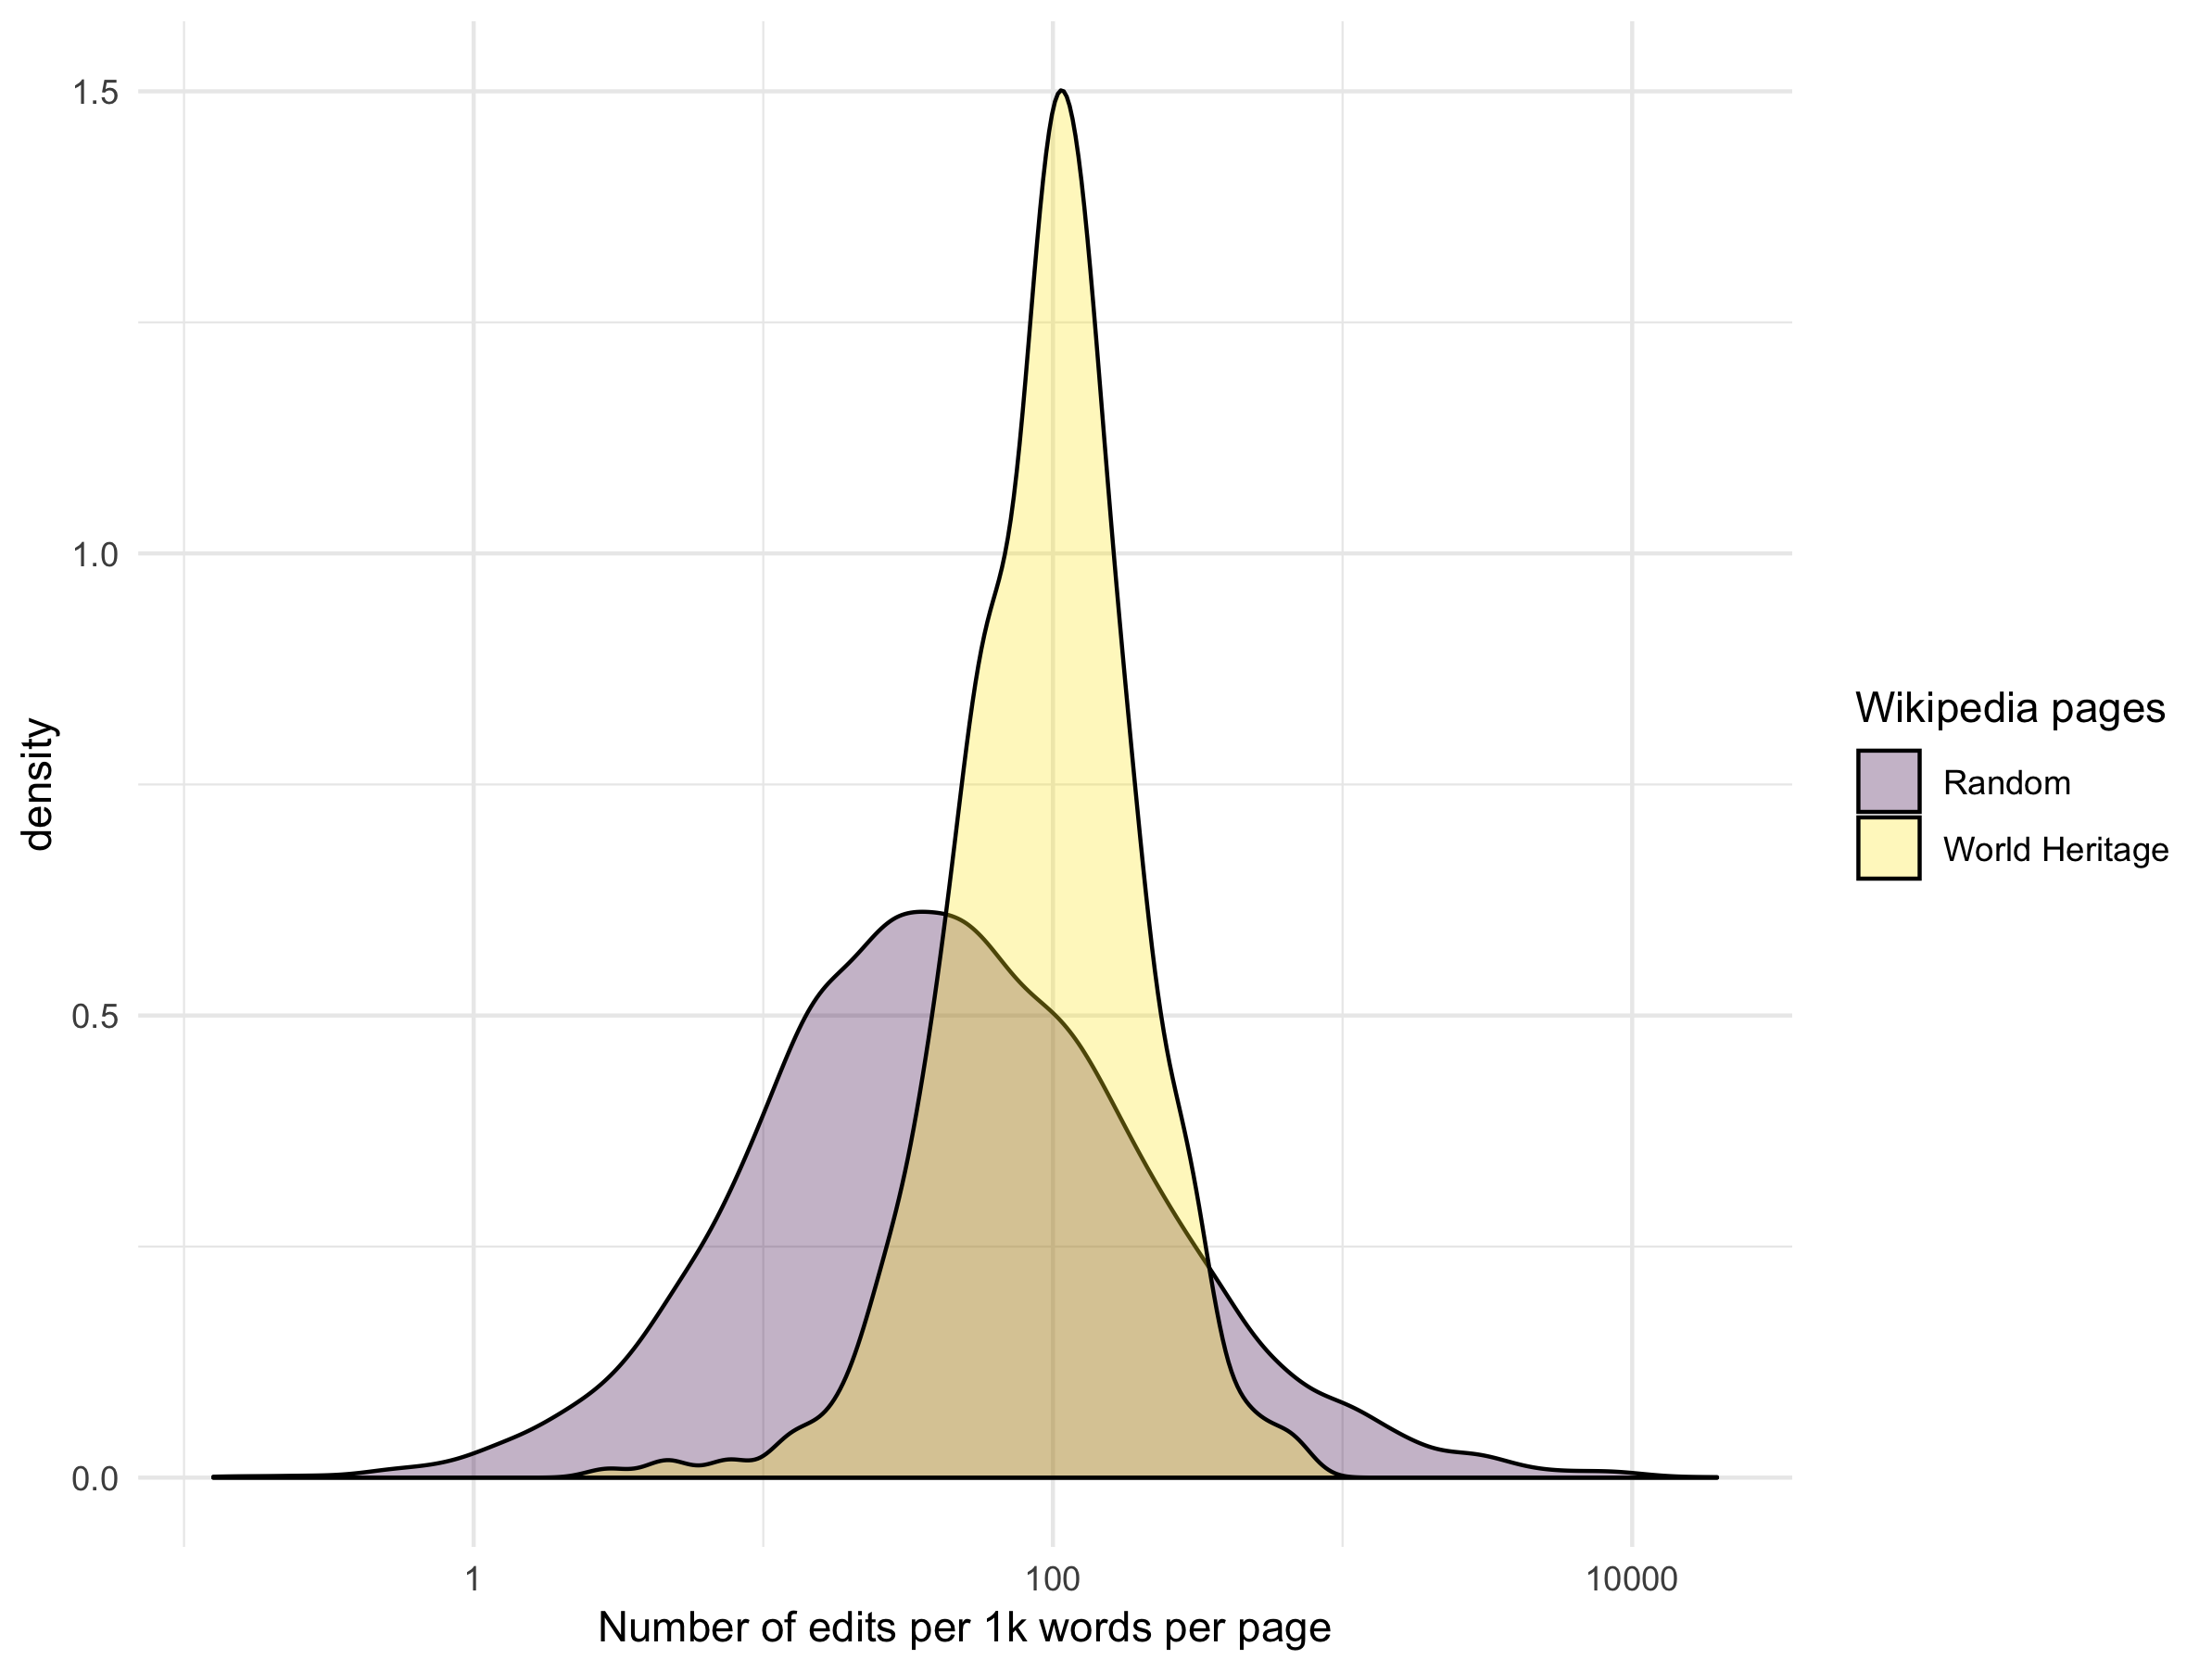 1.5
1.0
0.5
0.0
density
1
100
10000
Number of edits per 1k words per page
Wikipedia pages
Random
World Heritage